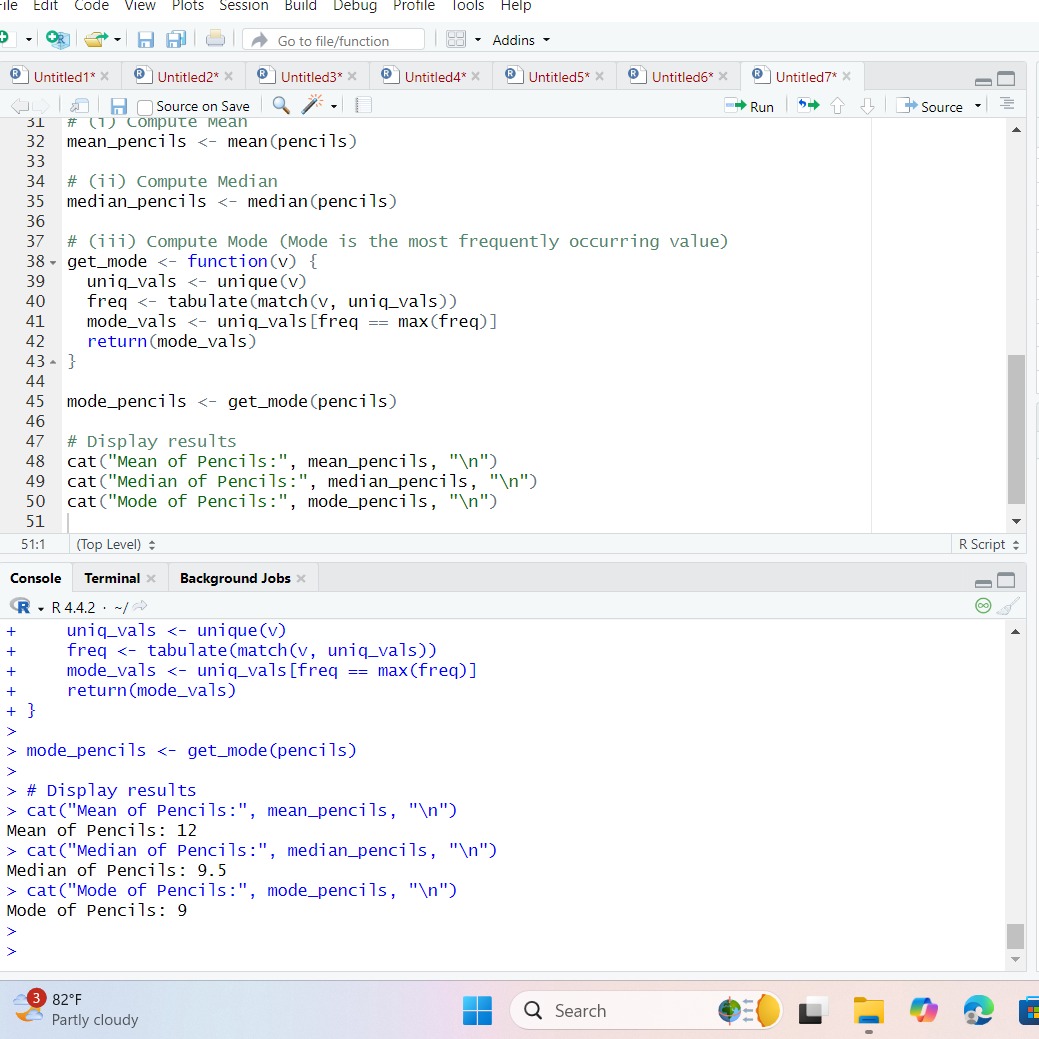 File Edit Code View Plots Session Build Debug Profile Tools Help
Go to file/function Addins
Untitled1* Untitled2* Untitled3* Untitled4* Untitled5* Untitled6* Untitled7*
Source on Save Run Source
31 # (i) Compute Mean
32 mean_pencils <- mean(pencils)
33
34 # (ii) Compute Median
35 median_pencils <- median(pencils)
36
37 # (iii) Compute Mode (Mode is the most frequently occurring value)
38 get_mode <- function(v) {
39   uniq_vals <- unique(v)
40   freq <- tabulate(match(v, uniq_vals))
41   mode_vals <- uniq_vals[freq == max(freq)]
42   return(mode_vals)
43 }
44
45 mode_pencils <- get_mode(pencils)
46
47 # Display results
48 cat("Mean of Pencils:", mean_pencils, "\n")
49 cat("Median of Pencils:", median_pencils, "\n")
50 cat("Mode of Pencils:", mode_pencils, "\n")
51
51:1 (Top Level) R Script
Console Terminal Background Jobs
R R 4.4.2 · ~/
+     uniq_vals <- unique(v)
+     freq <- tabulate(match(v, uniq_vals))
+     mode_vals <- uniq_vals[freq == max(freq)]
+     return(mode_vals)
+ }
>
> mode_pencils <- get_mode(pencils)
>
> # Display results
> cat("Mean of Pencils:", mean_pencils, "\n")
Mean of Pencils: 12
> cat("Median of Pencils:", median_pencils, "\n")
Median of Pencils: 9.5
> cat("Mode of Pencils:", mode_pencils, "\n")
Mode of Pencils: 9
>
>
3 82°F
Partly cloudy
Search